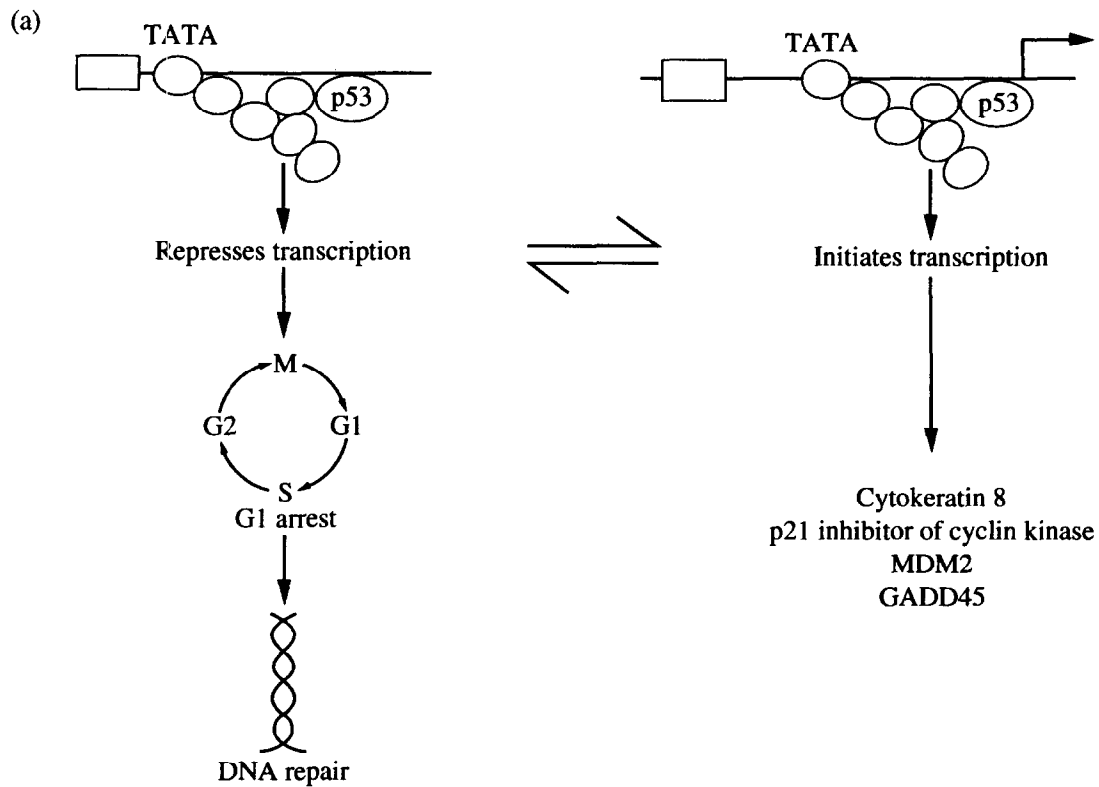 (a)
TATA
p53
Represses transcription
M
G2
G1
S
G1 arrest
DNA repair
TATA
p53
Initiates transcription
Cytokeratin 8
p21 inhibitor of cyclin kinase
MDM2
GADD45